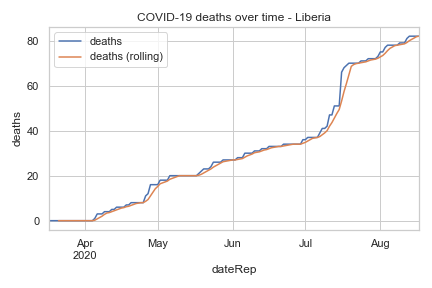 COVID-19 deaths over time - Liberia
deaths
deaths (rolling)
80
60
40
20
0
deaths
Apr
2020
May
Jun
Jul
Aug
dateRep